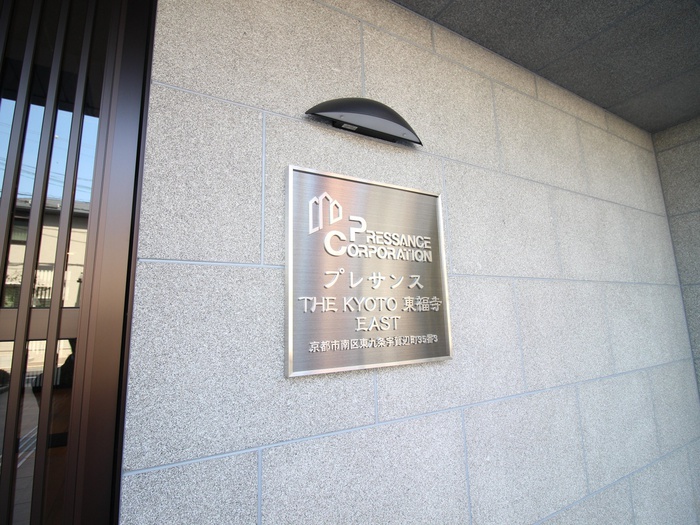 PRESSANCE
CORPORATION
プレサンス
THE KYOTO 東福寺
EAST
京都市南区東九条宇賀辺町35番3